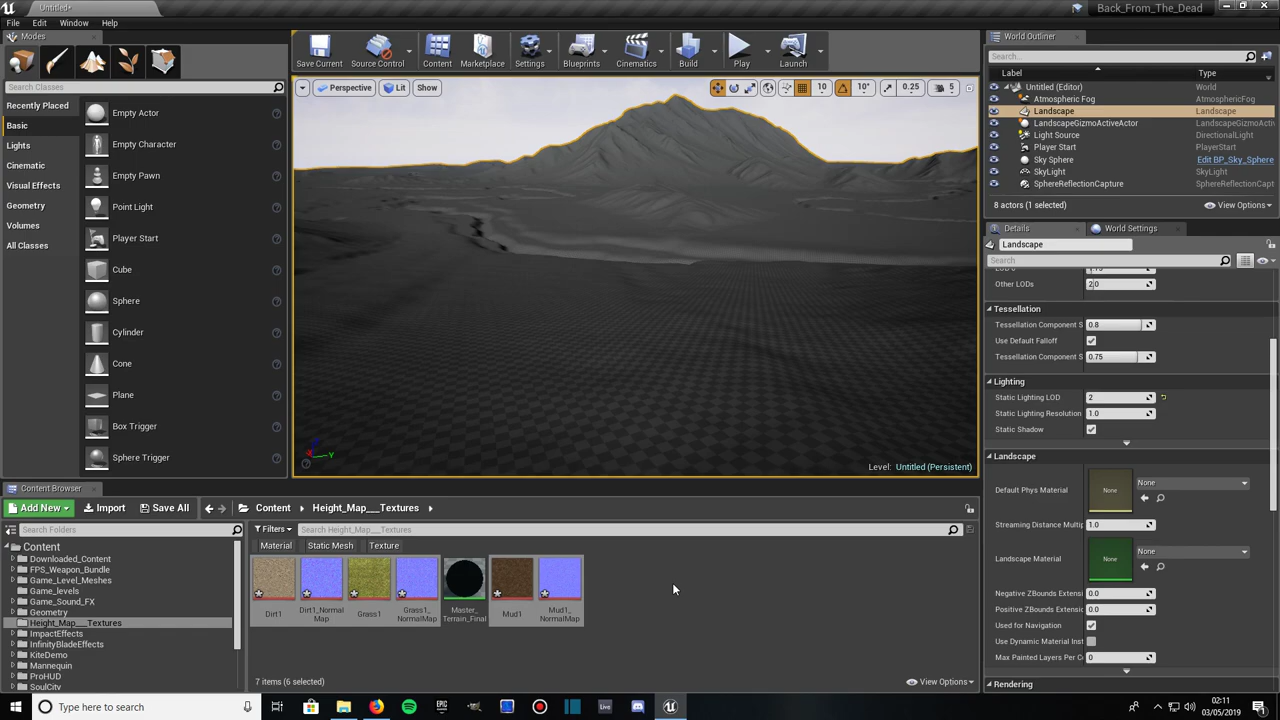 Untitled*
Back_From_The_Dead
File Edit Window Help
Modes
Search Classes
Recently Placed
Basic
Lights
Cinematic
Visual Effects
Geometry
Volumes
All Classes
Empty Actor
Empty Character
Empty Pawn
Point Light
Player Start
Cube
Sphere
Cylinder
Cone
Plane
Box Trigger
Sphere Trigger
Save Current
Source Control
Content
Marketplace
Settings
Blueprints
Cinematics
Build
Play
Launch
Perspective
Lit
Show
10
10°
0.25
5
Y
Level: Untitled (Persistent)
World Outliner
Search...
Label Type
Untitled (Editor) World
Atmospheric Fog AtmosphericFog
Landscape Landscape
LandscapeGizmoActiveActor LandscapeGizmoActiv
Light Source DirectionalLight
Player Start PlayerStart
Sky Sphere Edit BP_Sky_Sphere
SkyLight SkyLight
SphereReflectionCapture SphereReflectionCapt
8 actors (1 selected)
View Options
Details
World Settings
Landscape
Search
Other LODs 2.0
Tessellation
Tessellation Component S 0.8
Use Default Falloff
Tessellation Component S 0.75
Lighting
Static Lighting LOD 2
Static Lighting Resolution 1.0
Static Shadow
Landscape
Default Phys Material None None
Streaming Distance Multip 1.0
Landscape Material None None
Negative ZBounds Extensi 0.0
Positive ZBounds Extensi 0.0
Used for Navigation
Use Dynamic Material Inst
Max Painted Layers Per C 0
Rendering
Content Browser
Add New
Import
Save All
Content
Height_Map___Textures
Search Folders
Content
Downloaded_Content
FPS_Weapon_Bundle
Game_Level_Meshes
Game_levels
Game_Sound_FX
Geometry
Height_Map___Textures
ImpactEffects
InfinityBladeEffects
KiteDemo
Mannequin
ProHUD
SoulCity
Filters
Search Height_Map___Textures
Material
Static Mesh
Texture
Dirt1
Dirt1_Normal
Map
Grass1
Grass1_
NormalMap
Master_
Terrain_Final
Mud1
Mud1_
NormalMap
7 items (6 selected)
View Options
Type here to search
EPIC
Live
02:11
03/05/2019